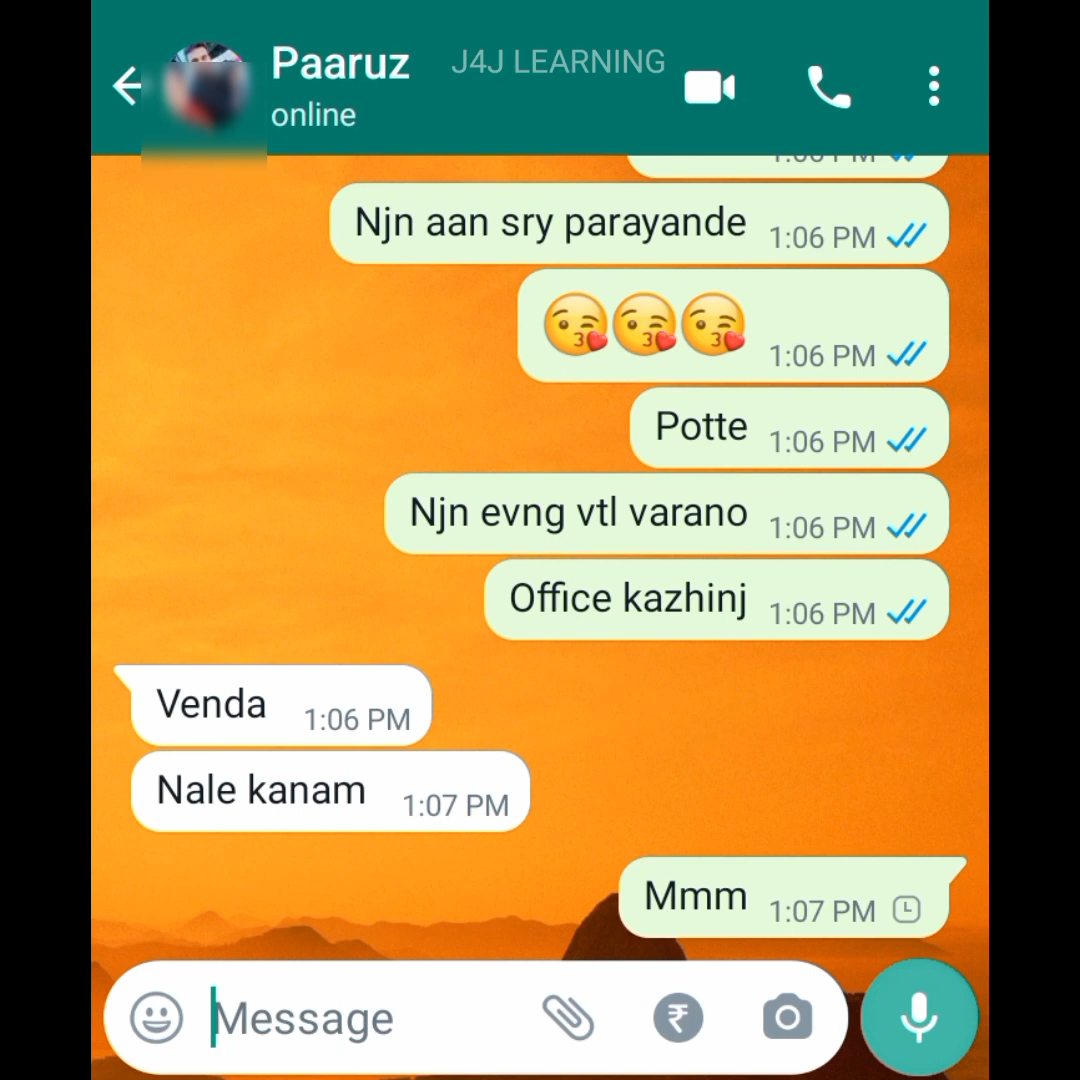 Paaruz
J4J LEARNING
online
Njn aan sry parayande 1:06 PM
😘😘😘 1:06 PM
Potte 1:06 PM
Njn evng vtl varano 1:06 PM
Office kazhinj 1:06 PM
Venda 1:06 PM
Nale kanam 1:07 PM
Mmm 1:07 PM
Message